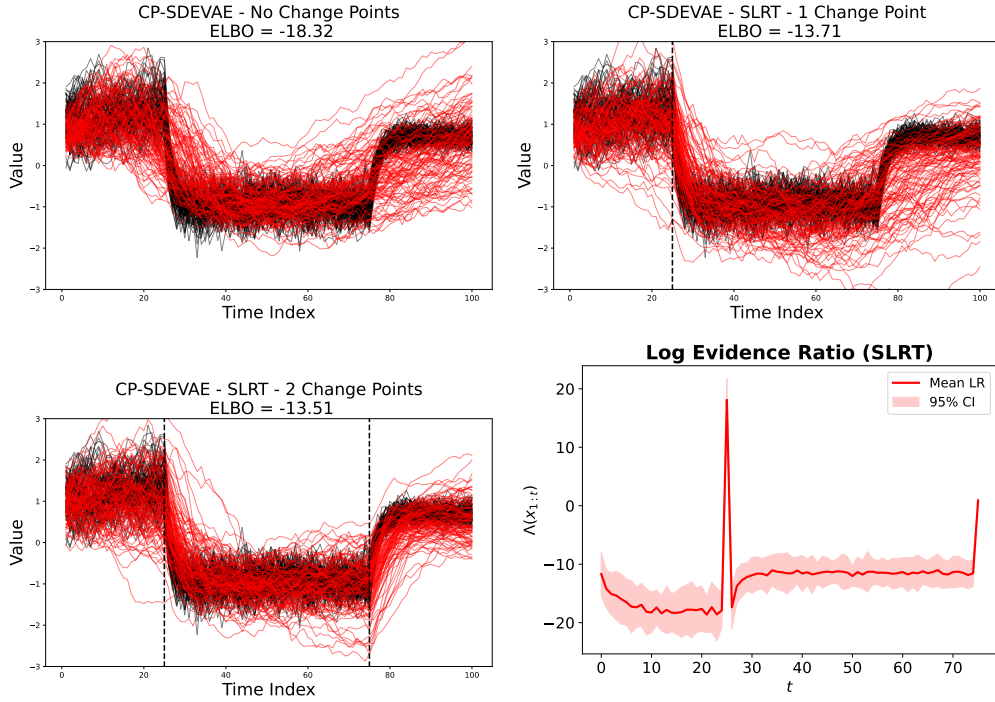 CP-SDEVAE - No Change Points
ELBO = -18.32
3
2
1
0
−1
−2
−3
Value
0 20 40 60 80 100
Time Index
CP-SDEVAE - SLRT - 1 Change Point
ELBO = -13.71
3
2
1
0
−1
−2
−3
Value
0 20 40 60 80 100
Time Index
CP-SDEVAE - SLRT - 2 Change Points
ELBO = -13.51
3
2
1
0
−1
−2
−3
Value
0 20 40 60 80 100
Time Index
Log Evidence Ratio (SLRT)
Mean LR
95% CI
20
10
0
−10
−20
Λ(x1:t)
0 10 20 30 40 50 60 70
t